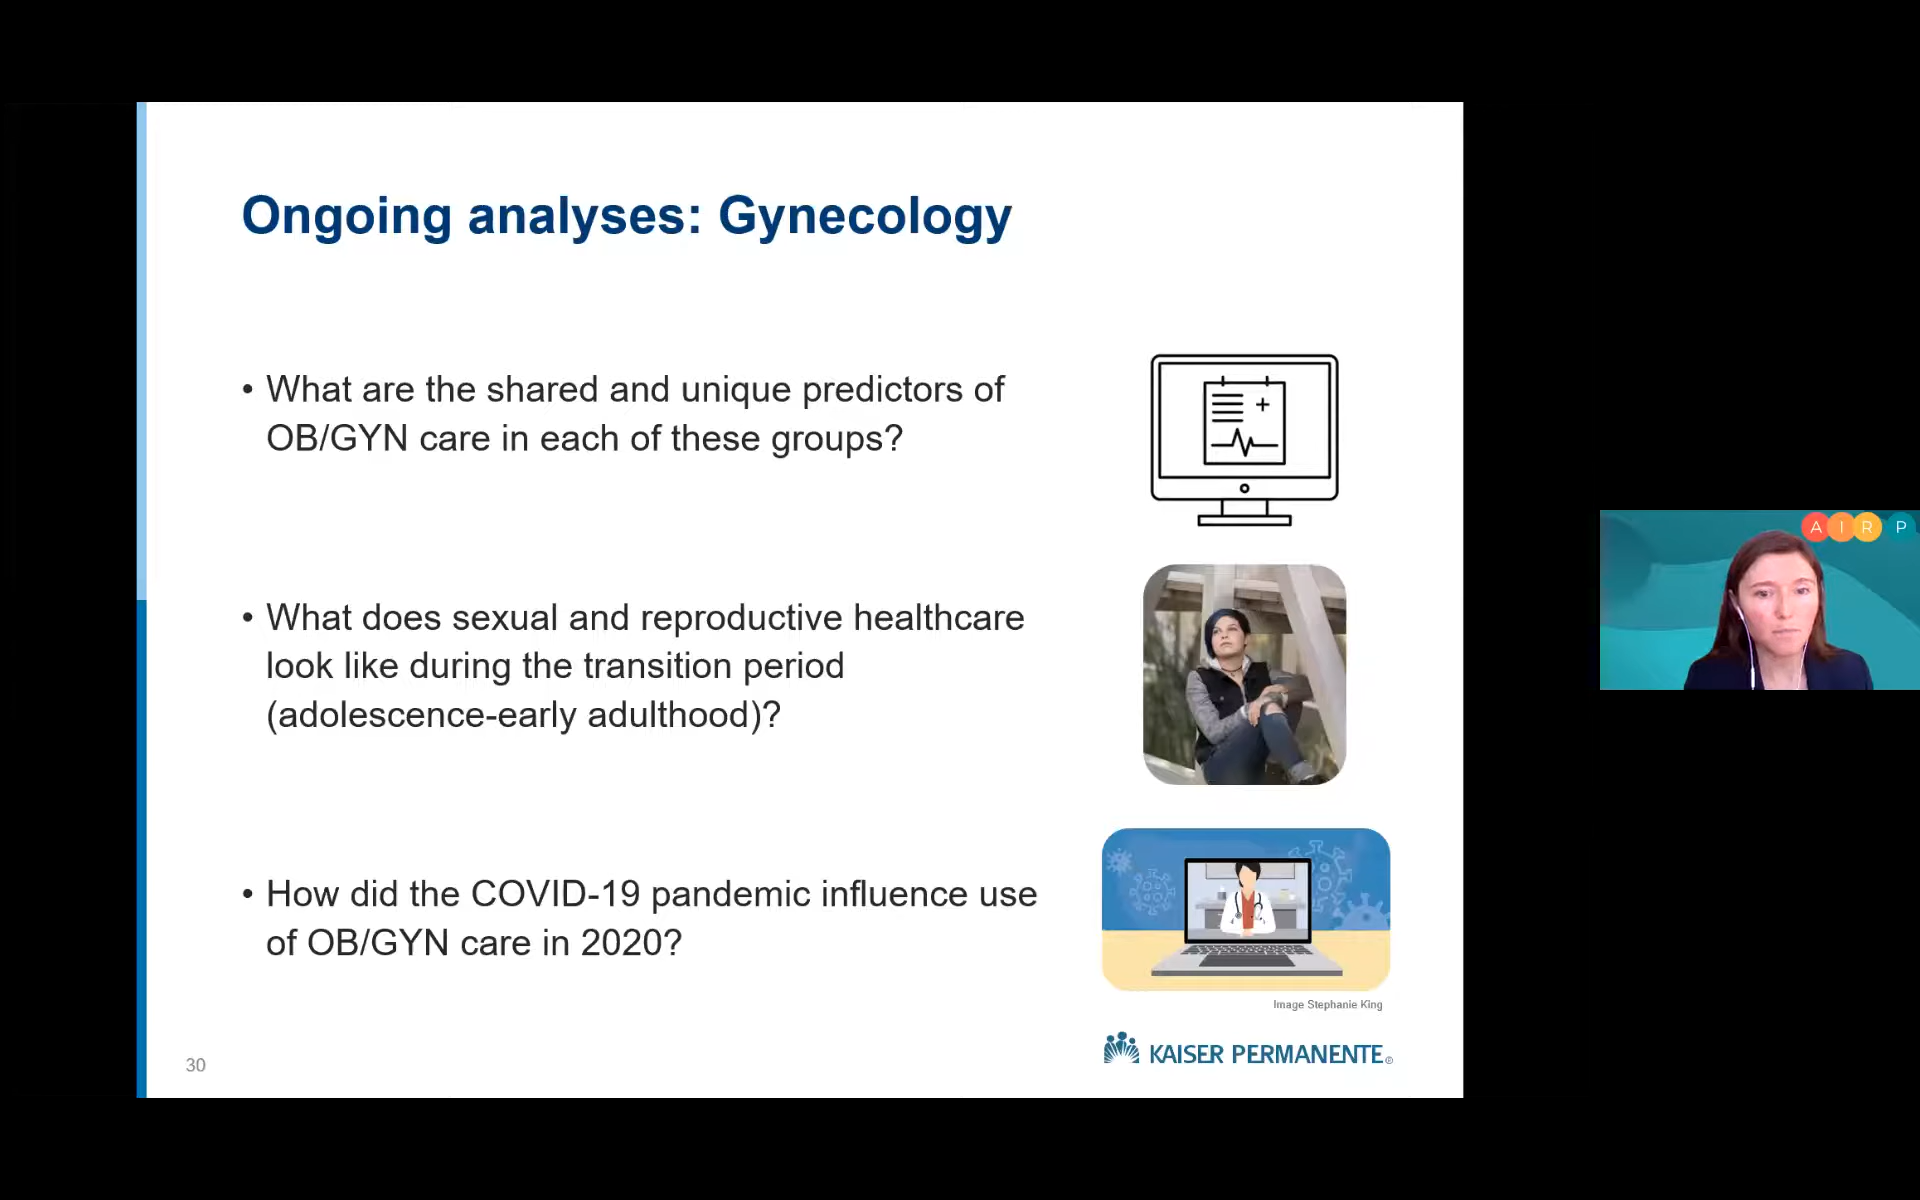 Ongoing analyses: Gynecology
• What are the shared and unique predictors of
OB/GYN care in each of these groups?
• What does sexual and reproductive healthcare
look like during the transition period
(adolescence-early adulthood)?
• How did the COVID-19 pandemic influence use
of OB/GYN care in 2020?
Image Stephanie King
KAISER PERMANENTE®
30
A I R P